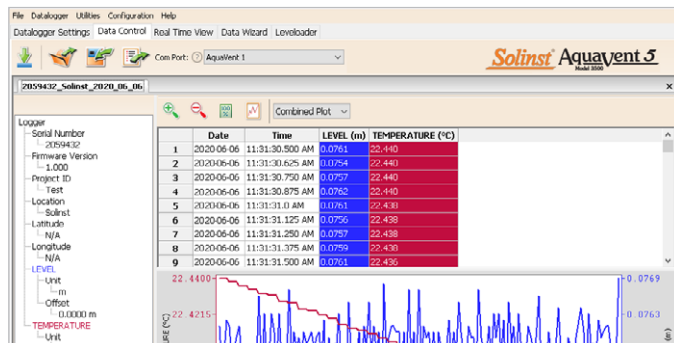 File Datalogger Utilities Configuration Help
Datalogger Settings Data Control Real Time View Data Wizard Leveloader
Com Port: ? AquaVent 1
Solinst AquaVent 5
Model 3500
2059432_Solinst_2020_06_06 x
Combined Plot
Logger
Serial Number
2059432
Firmware Version
1.000
Project ID
Test
Location
Solinst
Latitude
N/A
Longitude
N/A
LEVEL
Unit
m
Offset
0.0000 m
TEMPERATURE
Unit
Date Time LEVEL (m) TEMPERATURE (°C)
1 2020-06-06 11:31:30.500 AM 0.0761 22.440
2 2020-06-06 11:31:30.625 AM 0.0754 22.440
3 2020-06-06 11:31:30.750 AM 0.0757 22.440
4 2020-06-06 11:31:30.875 AM 0.0762 22.440
5 2020-06-06 11:31:31.0 AM 0.0761 22.438
6 2020-06-06 11:31:31.125 AM 0.0756 22.438
7 2020-06-06 11:31:31.250 AM 0.0757 22.438
8 2020-06-06 11:31:31.375 AM 0.0759 22.438
9 2020-06-06 11:31:31.500 AM 0.0761 22.436
22.4400 0.0769
22.4215 0.0763
(°C)
(m)